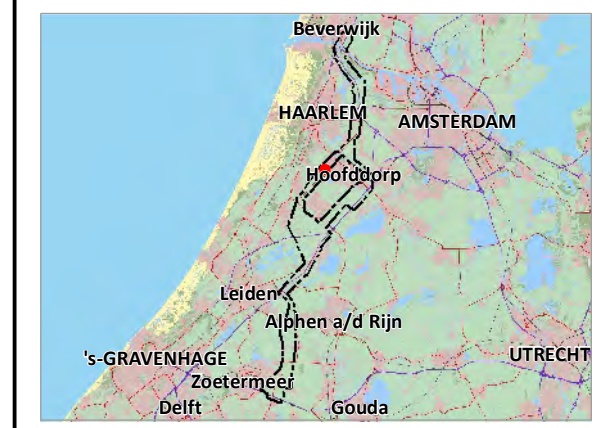 Beverwijk
HAARLEM
AMSTERDAM
Hoofddorp
Leiden
Alphen a/d Rijn
's-GRAVENHAGE
UTRECHT
Zoetermeer
Delft
Gouda